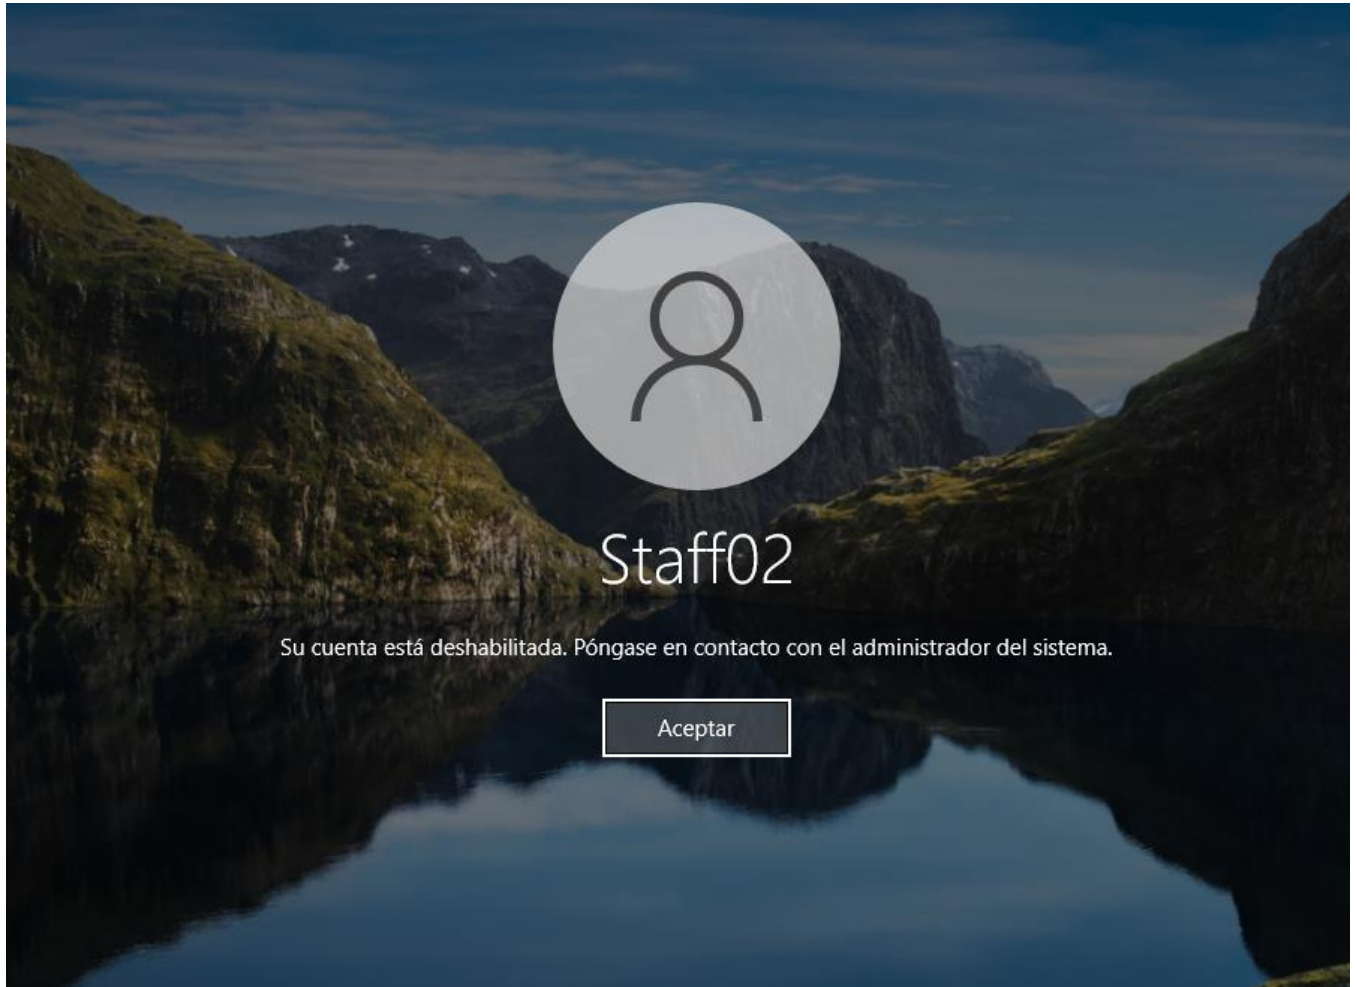 Staff02
Su cuenta está deshabilitada. Póngase en contacto con el administrador del sistema.
Aceptar